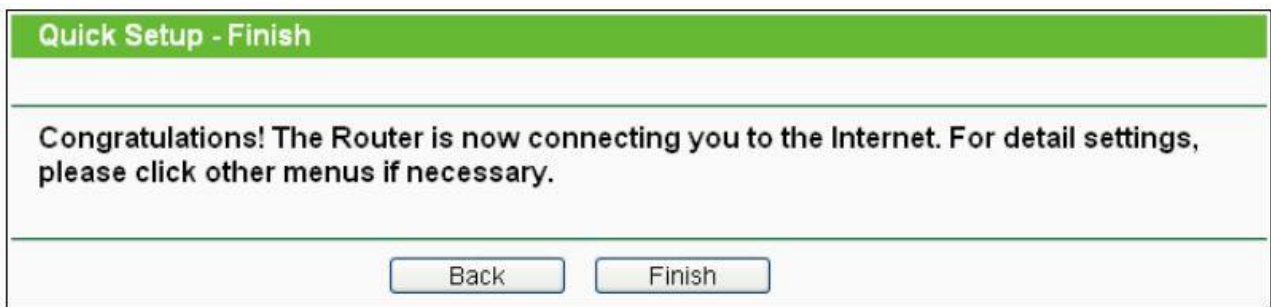 Quick Setup - Finish
Congratulations! The Router is now connecting you to the Internet. For detail settings,
please click other menus if necessary.
Back
Finish